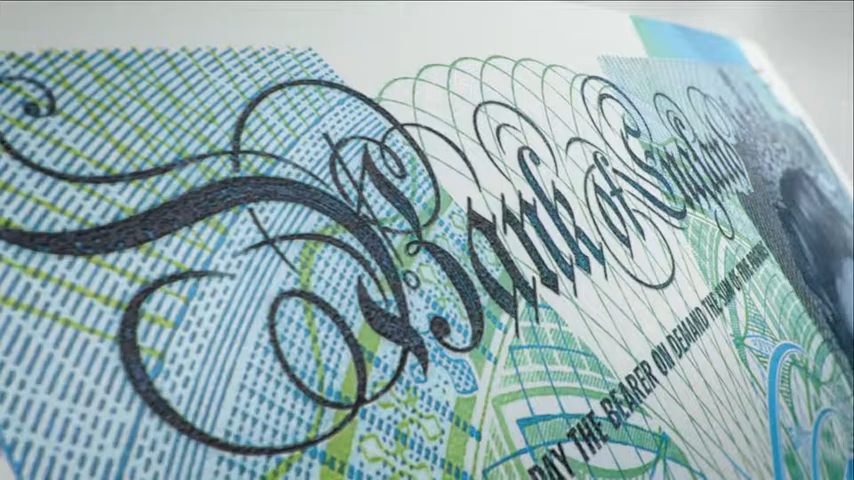 Bank of England
PAY THE BEARER ON DEMAND THE SUM OF